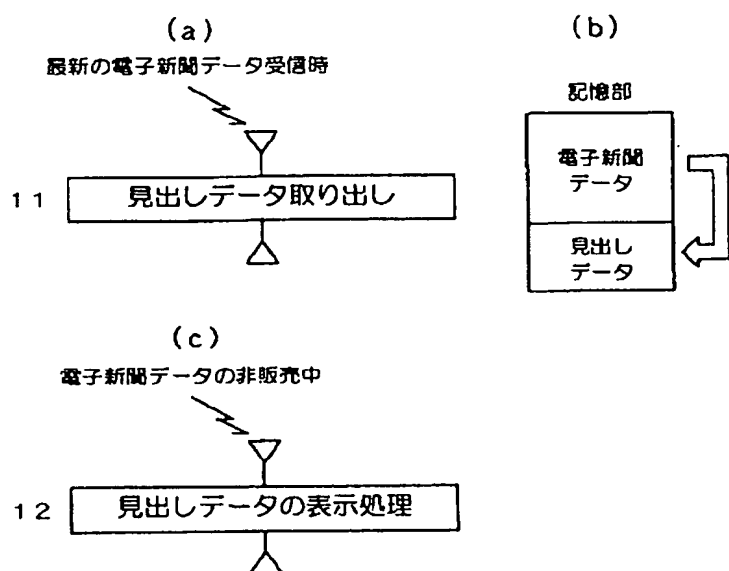 (a)
最新の電子新聞データ受信時
11
見出しデータ取り出し
(b)
記憶部
電子新聞
データ
見出し
データ
(c)
電子新聞データの非販売中
12
見出しデータの表示処理